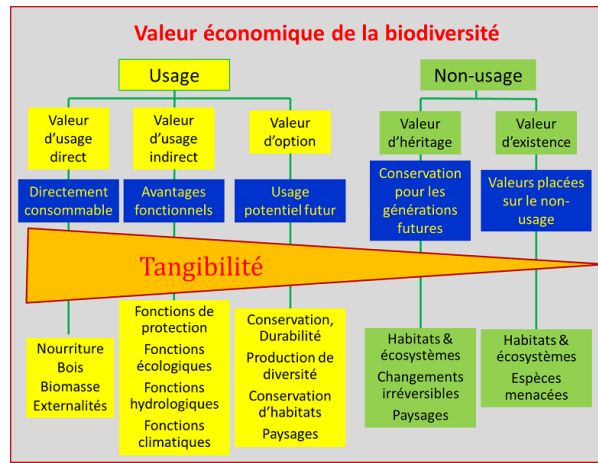 Valeur économique de la biodiversité
Usage
Non-usage
Valeur
d'usage
direct
Valeur
d'usage
indirect
Valeur
d'option
Valeur
d'héritage
Valeur
d'existence
Directement
consommable
Avantages
fonctionnels
Usage
potentiel futur
Conservation
pour les
générations
futures
Valeurs placées
sur le non-
usage
Tangibilité
Nourriture
Bois
Biomasse
Externalités
Fonctions de
protection
Fonctions
écologiques
Fonctions
hydrologiques
Fonctions
climatiques
Conservation,
Durabilité
Production de
diversité
Conservation
d'habitats
Paysages
Habitats &
écosystèmes
Changements
irréversibles
Paysages
Habitats &
écosystèmes
Espèces
menacées